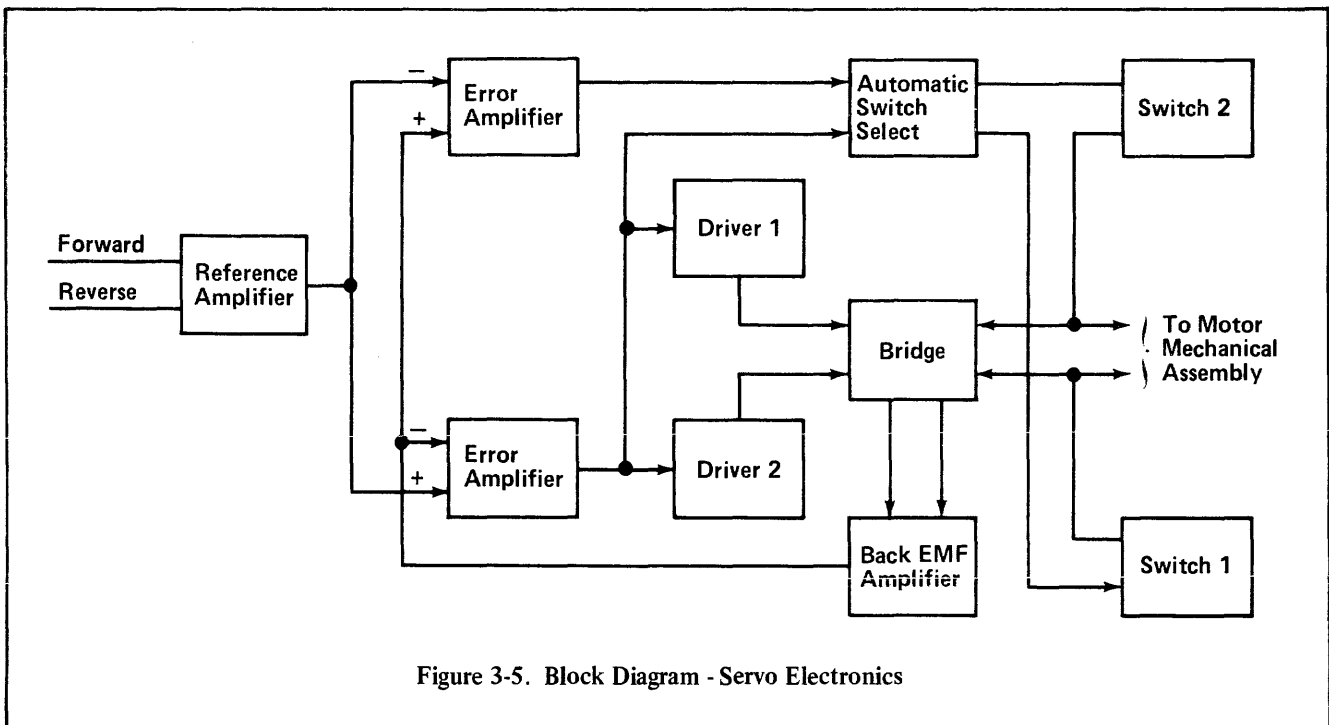 −
+
Error
Amplifier
Automatic
Switch
Select
Switch 2
Driver 1
Forward
Reverse
Reference
Amplifier
Bridge
To Motor
Mechanical
Assembly
−
+
Error
Amplifier
Driver 2
Back EMF
Amplifier
Switch 1
Figure 3-5. Block Diagram - Servo Electronics